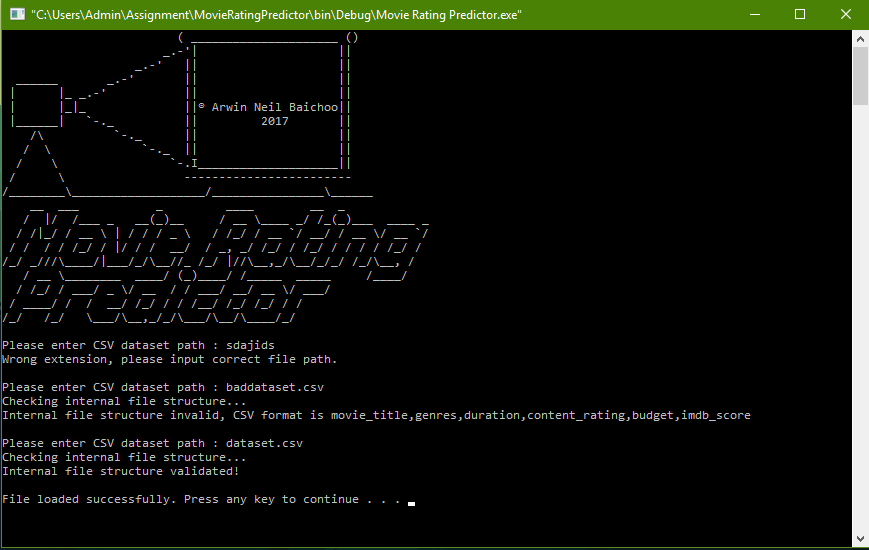 "C:\Users\Admin\Assignment\MovieRatingPredictor\bin\Debug\Movie Rating Predictor.exe"
© Arwin Neil Baichoo
2017
Movie Rating
Predictor
Please enter CSV dataset path : sdajids
Wrong extension, please input correct file path.
Please enter CSV dataset path : baddataset.csv
Checking internal file structure...
Internal file structure invalid, CSV format is movie_title,genres,duration,content_rating,budget,imdb_score
Please enter CSV dataset path : dataset.csv
Checking internal file structure...
Internal file structure validated!
File loaded successfully. Press any key to continue . . .